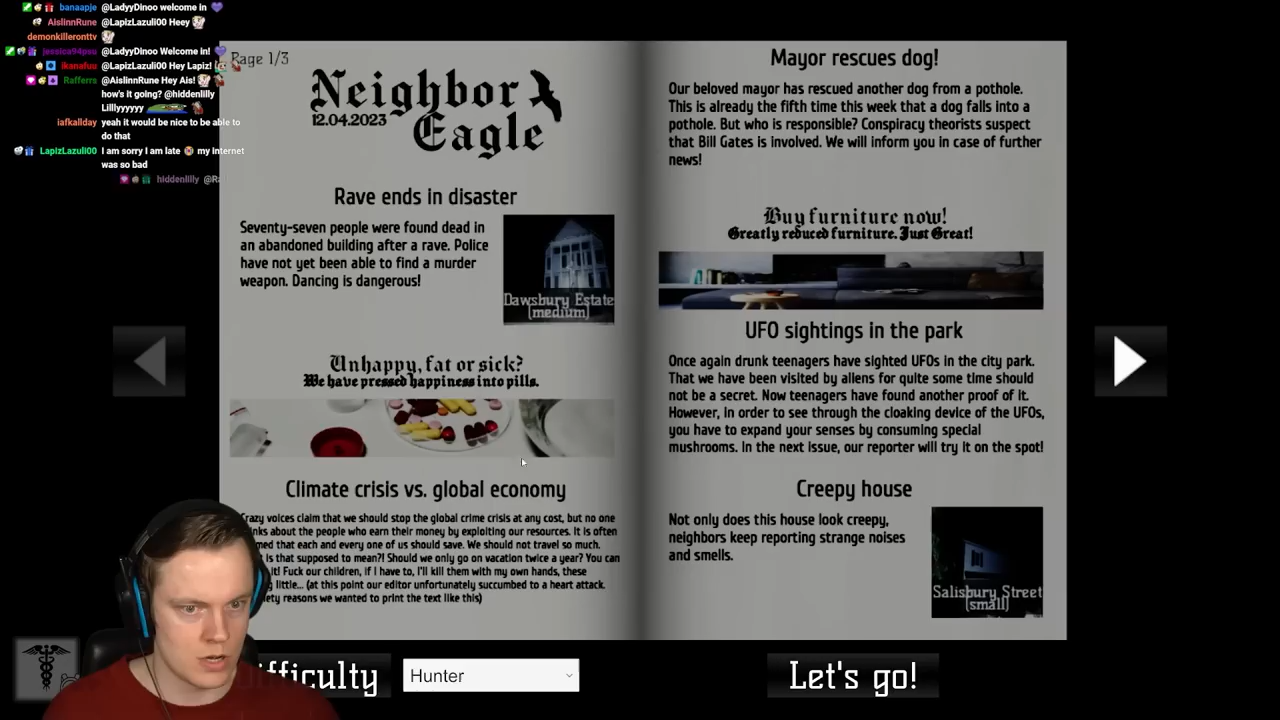 banaapje @LadyyDinoo welcome in
AislinnRune @LapizLazuli00 Heey
demonkilleronttv
jessica94psu @LadyyDinoo Welcome in!
ikanafuu @LapizLazuli00 Hey Lapiz!
Rafferrs @AislinnRune Hey Ais!
how's it going? @hiddenlilly
Lilllyyyyyy
iafkallday yeah it would be nice to be able to
do that
LapizLazuli00 I am sorry I am late my internet
was so bad
hiddenlilly
Page 1/3
Neighbor
12.04.2023
Eagle
Rave ends in disaster
Seventy-seven people were found dead in
an abandoned building after a rave. Police
have not yet been able to find a murder
weapon. Dancing is dangerous!
Dawsbury Estate
(medium)
Unhappy, fat or sick?
We have pressed happiness into pills.
Climate crisis vs. global economy
Crazy voices claim that we should stop the global crime crisis at any cost, but no one
about the people who earn their money by exploiting our resources. It is often
that each and every one of us should save. We should not travel so much.
is that supposed to mean?! Should we only go on vacation twice a year? You can
it! Fuck our children, if I have to, I'll kill them with my own hands, these
little... (at this point our editor unfortunately succumbed to a heart attack.
reasons we wanted to print the text like this)
Mayor rescues dog!
Our beloved mayor has rescued another dog from a pothole.
This is already the fifth time this week that a dog falls into a
pothole. But who is responsible? Conspiracy theorists suspect
that Bill Gates is involved. We will inform you in case of further
news!
Buy furniture now!
Greatly reduced furniture. Just Great!
UFO sightings in the park
Once again drunk teenagers have sighted UFOs in the city park.
That we have been visited by aliens for quite some time should
not be a secret. Now teenagers have found another proof of it.
However, in order to see through the cloaking device of the UFOs,
you have to expand your senses by consuming special
mushrooms. In the next issue, our reporter will try it on the spot!
Creepy house
Not only does this house look creepy,
neighbors keep reporting strange noises
and smells.
Salisbury Street
(small)
Hunter
Let's go!